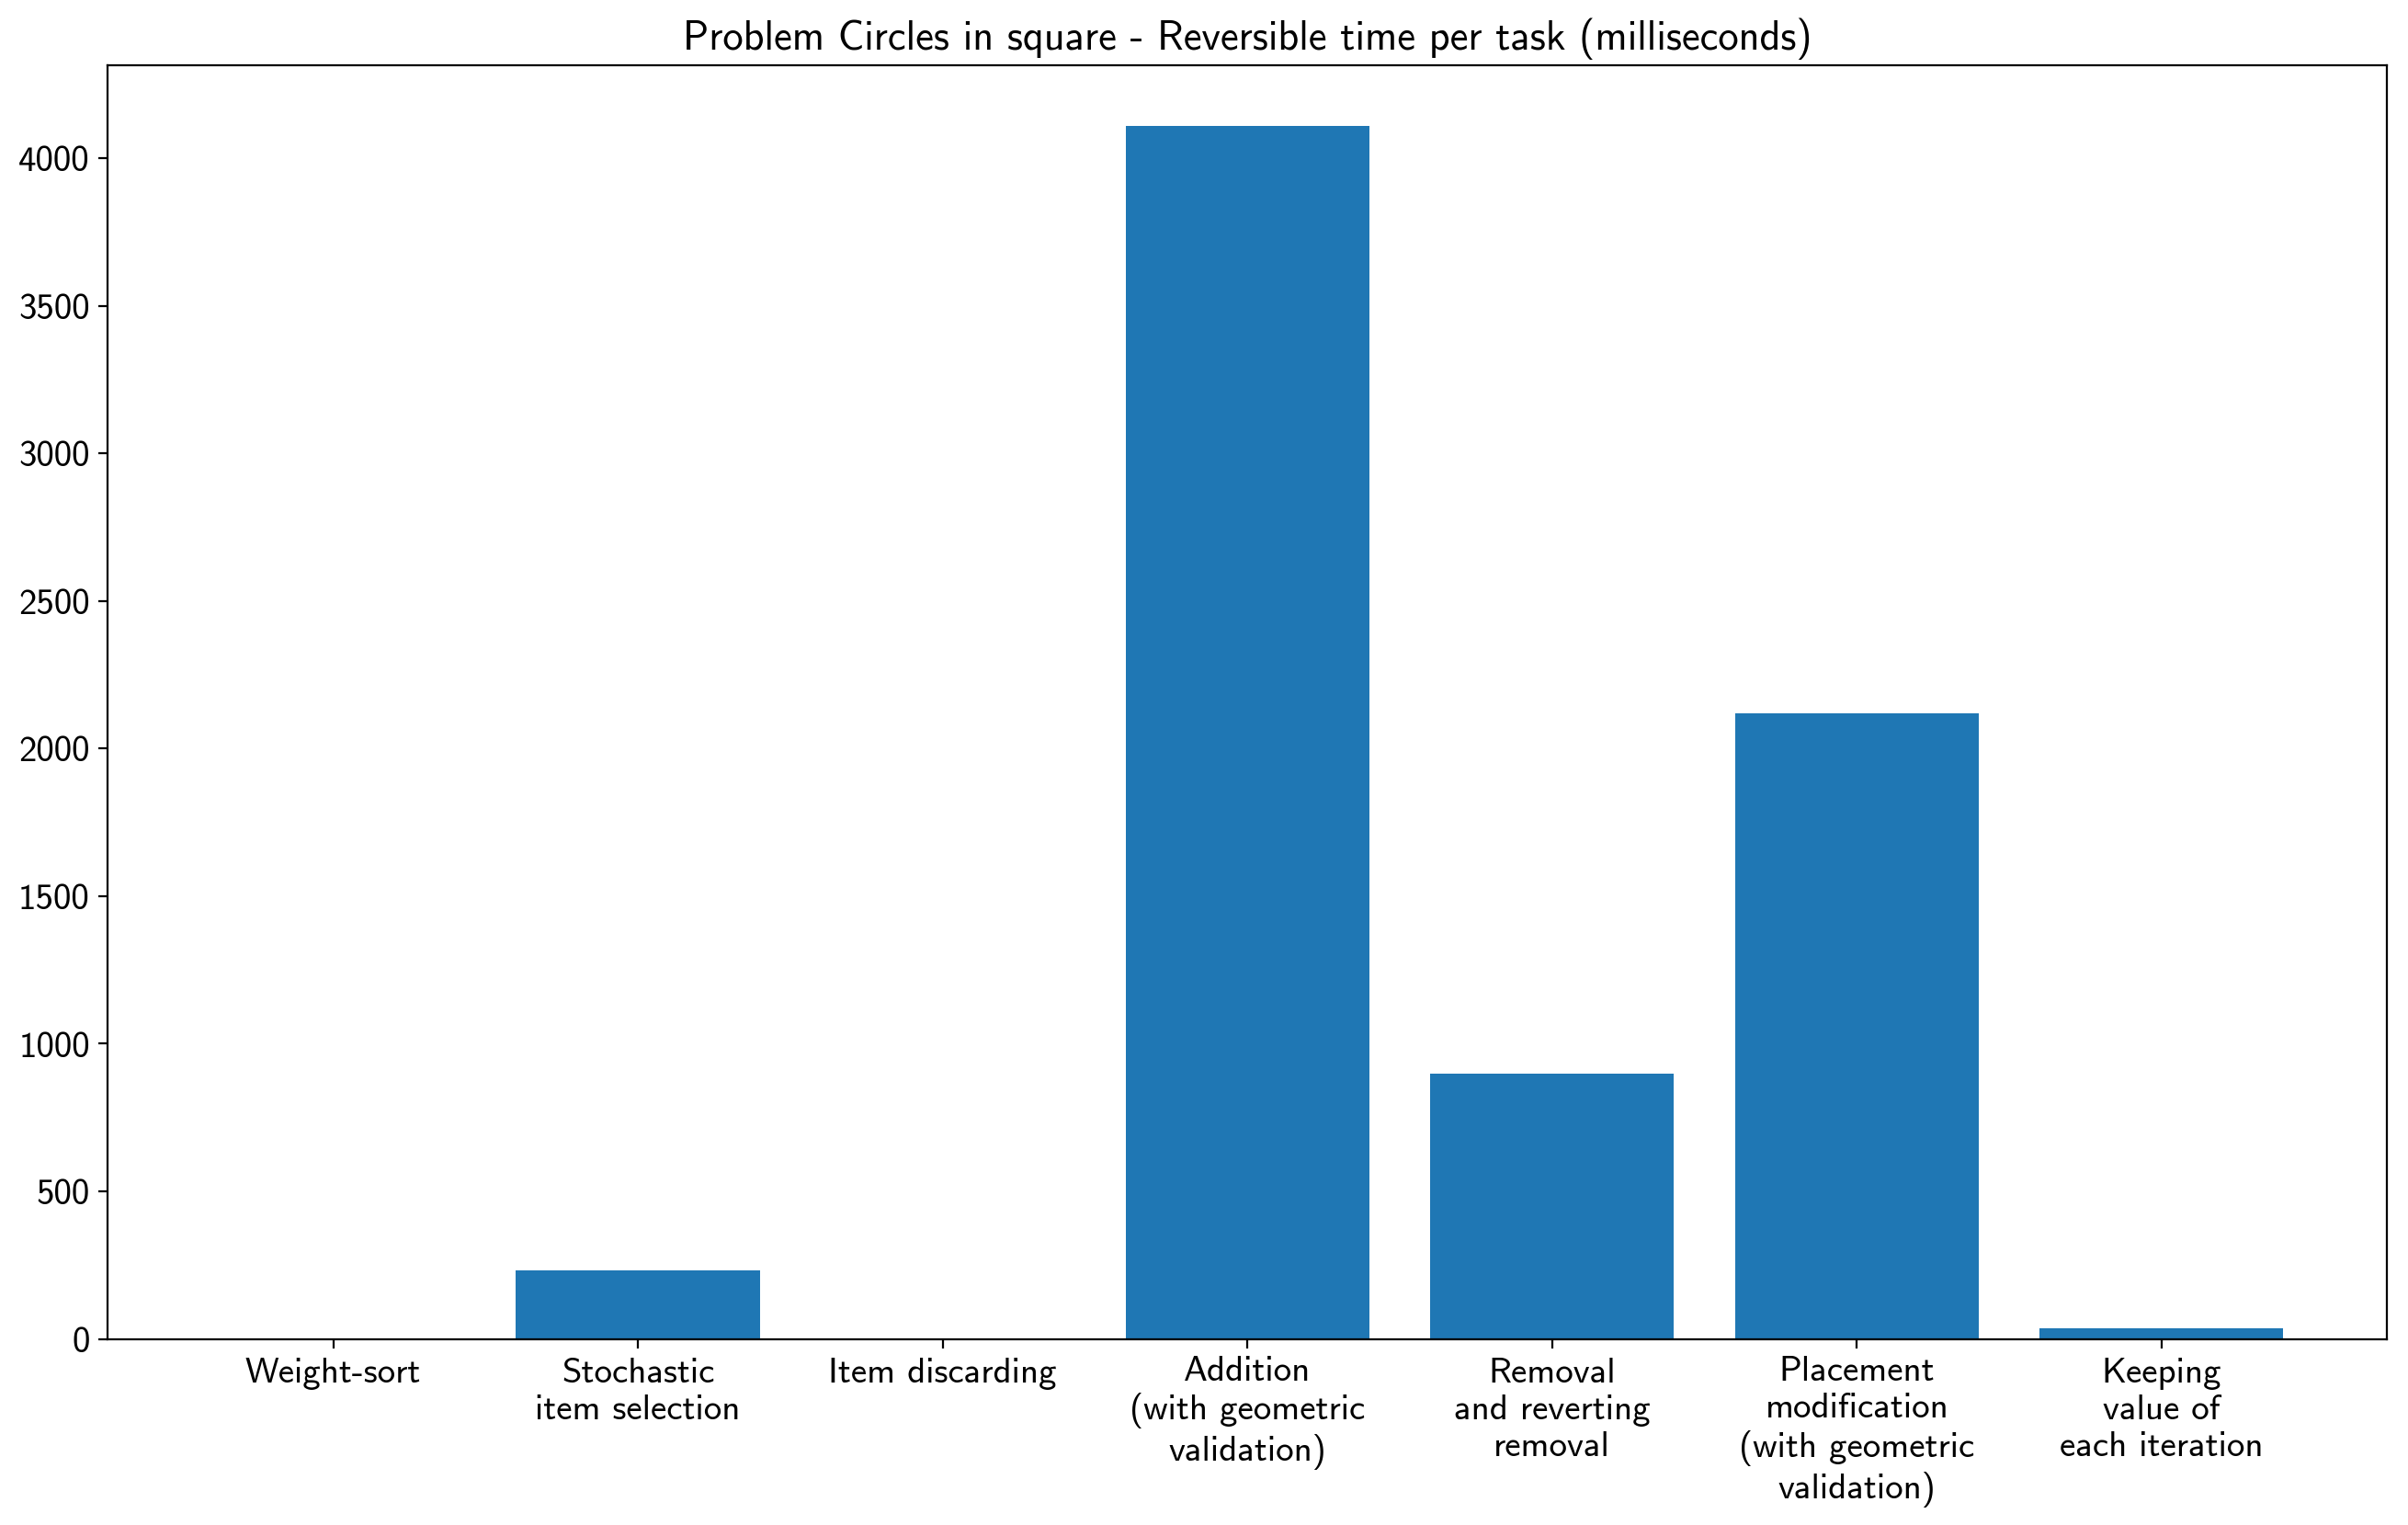 Problem Circles in square - Reversible time per task (milliseconds)
4000
3500
3000
2500
2000
1500
1000
500
0
Weight-sort
Stochastic
item selection
Item discarding
Addition
(with geometric
validation)
Removal
and reverting
removal
Placement
modification
(with geometric
validation)
Keeping
value of
each iteration